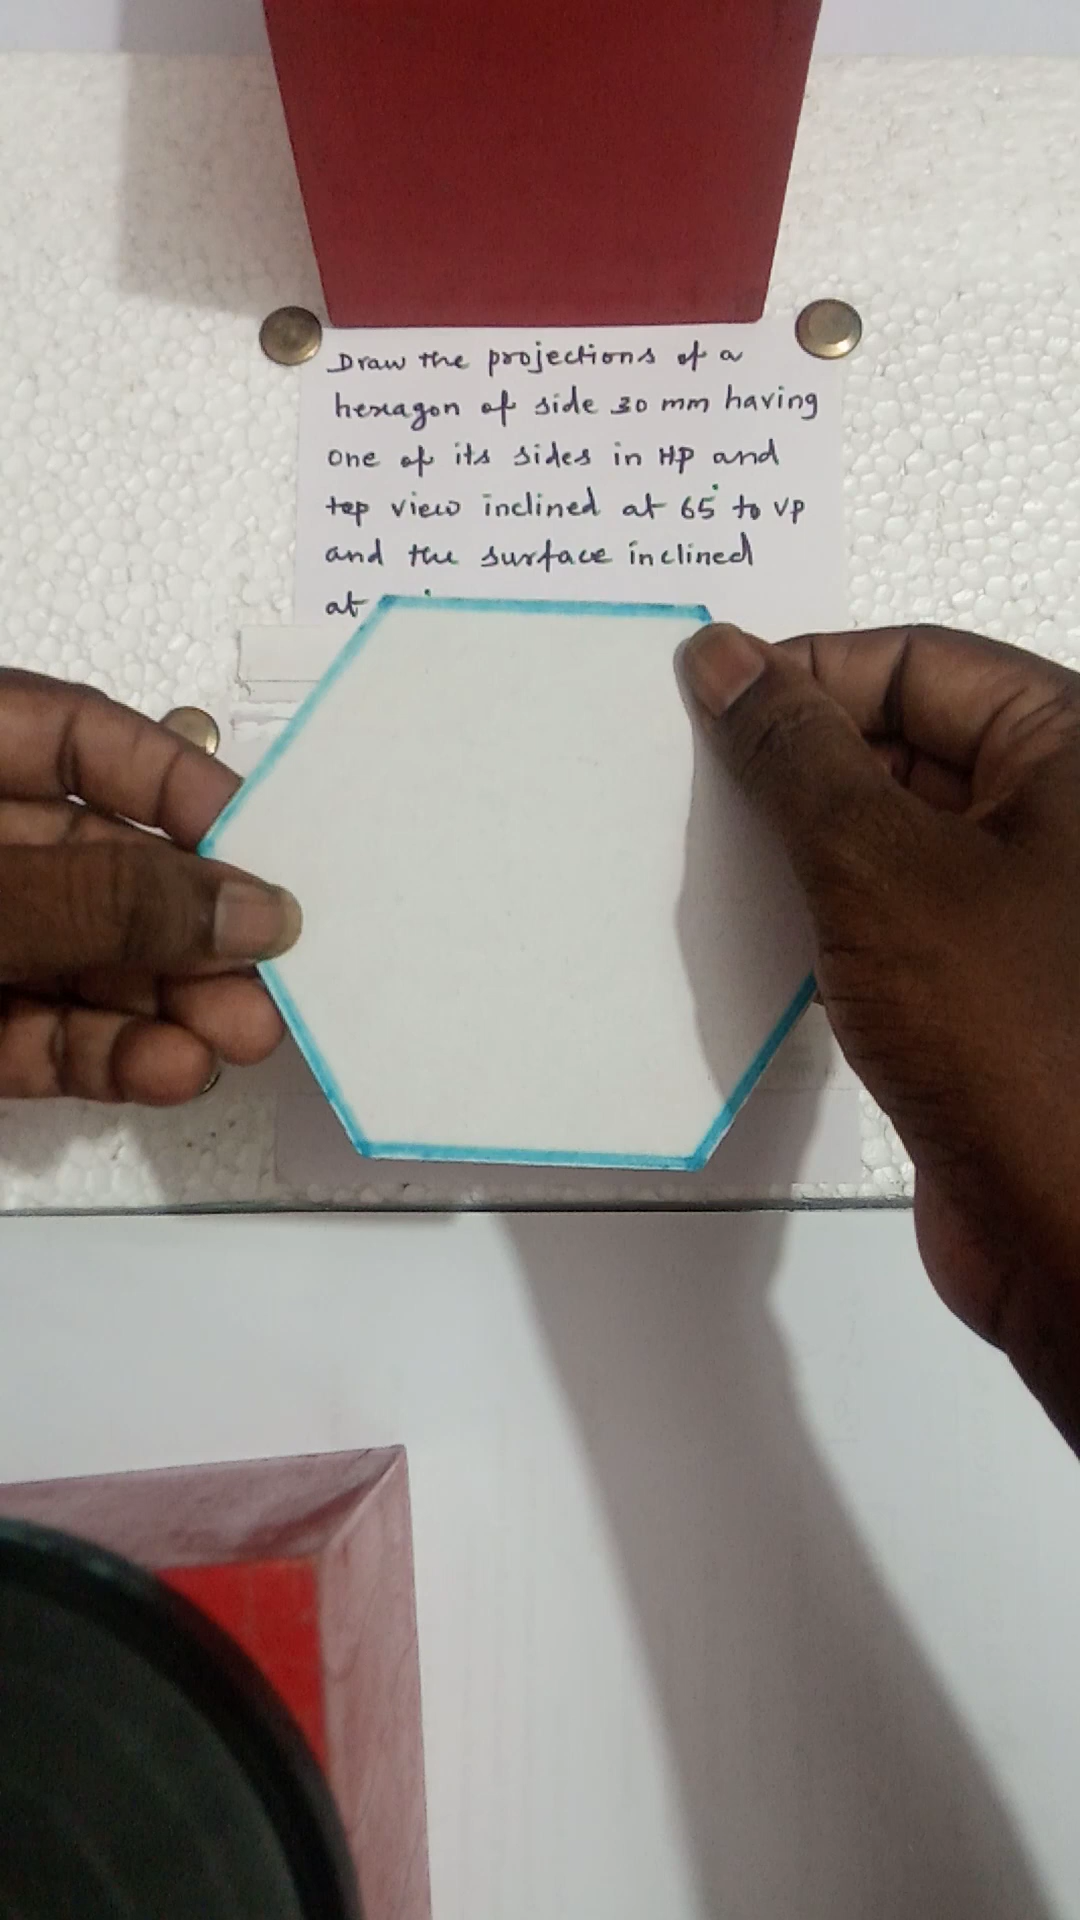 Draw the projections of a
hexagon of side 30 mm having
one of its sides in HP and
top view inclined at 65° to VP
and the surface inclined
at